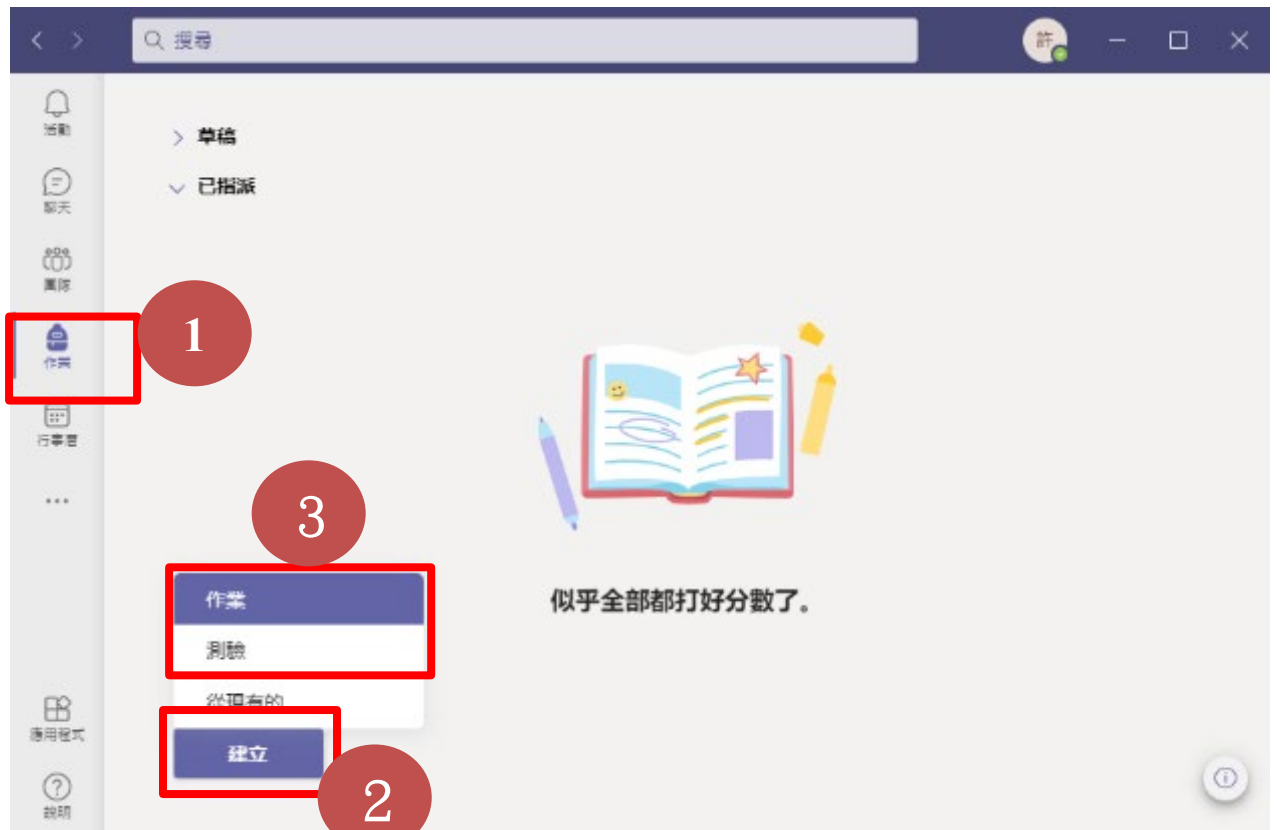 搜尋
許
活動
聊天
團隊
作業
行事曆
...
應用程式
說明
草稿
已指派
1
3
作業
測驗
從現有的
建立
2
似乎全部都打好分數了。